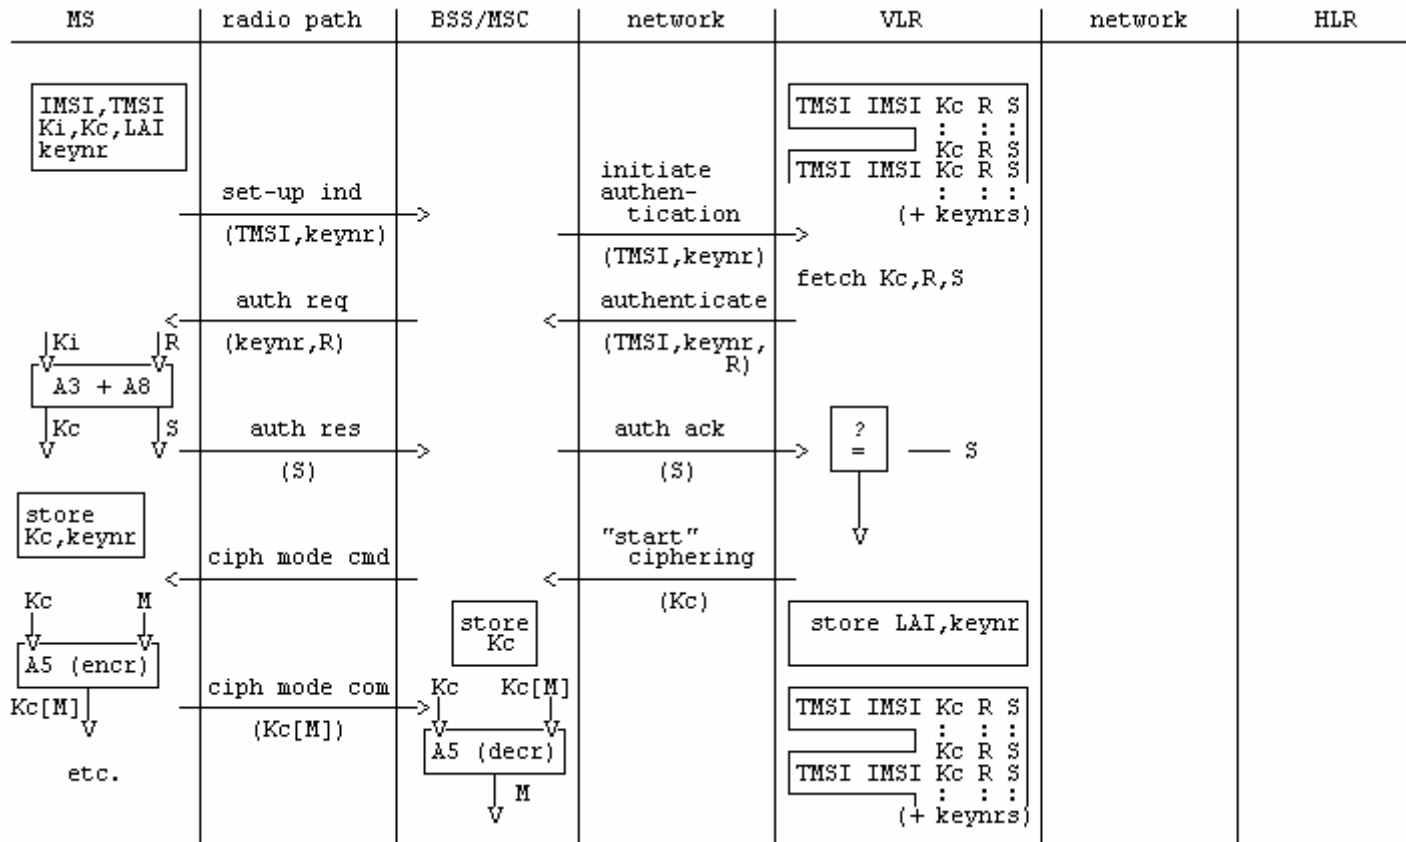 MS radio path BSS/MSC network VLR network HLR
IMSI,TMSI
Ki,Kc,LAI
keynr
TMSI IMSI Kc R S
: : :
Kc R S
TMSI IMSI Kc R S
: : :
(+ keynrs)
set-up ind
(TMSI,keynr)
initiate
authen-
tication
(TMSI,keynr)
fetch Kc,R,S
auth req
(keynr,R)
authenticate
(TMSI,keynr,
R)
Ki R
A3 + A8
Kc S
auth res
(S)
auth ack
(S)
?
=
S
store
Kc,keynr
ciph mode cmd
"start"
ciphering
(Kc)
Kc M
A5 (encr)
Kc[M]
store
Kc
store LAI,keynr
ciph mode com
(Kc[M])
Kc Kc[M]
A5 (decr)
M
TMSI IMSI Kc R S
: : :
Kc R S
TMSI IMSI Kc R S
: : :
(+ keynrs)
etc.